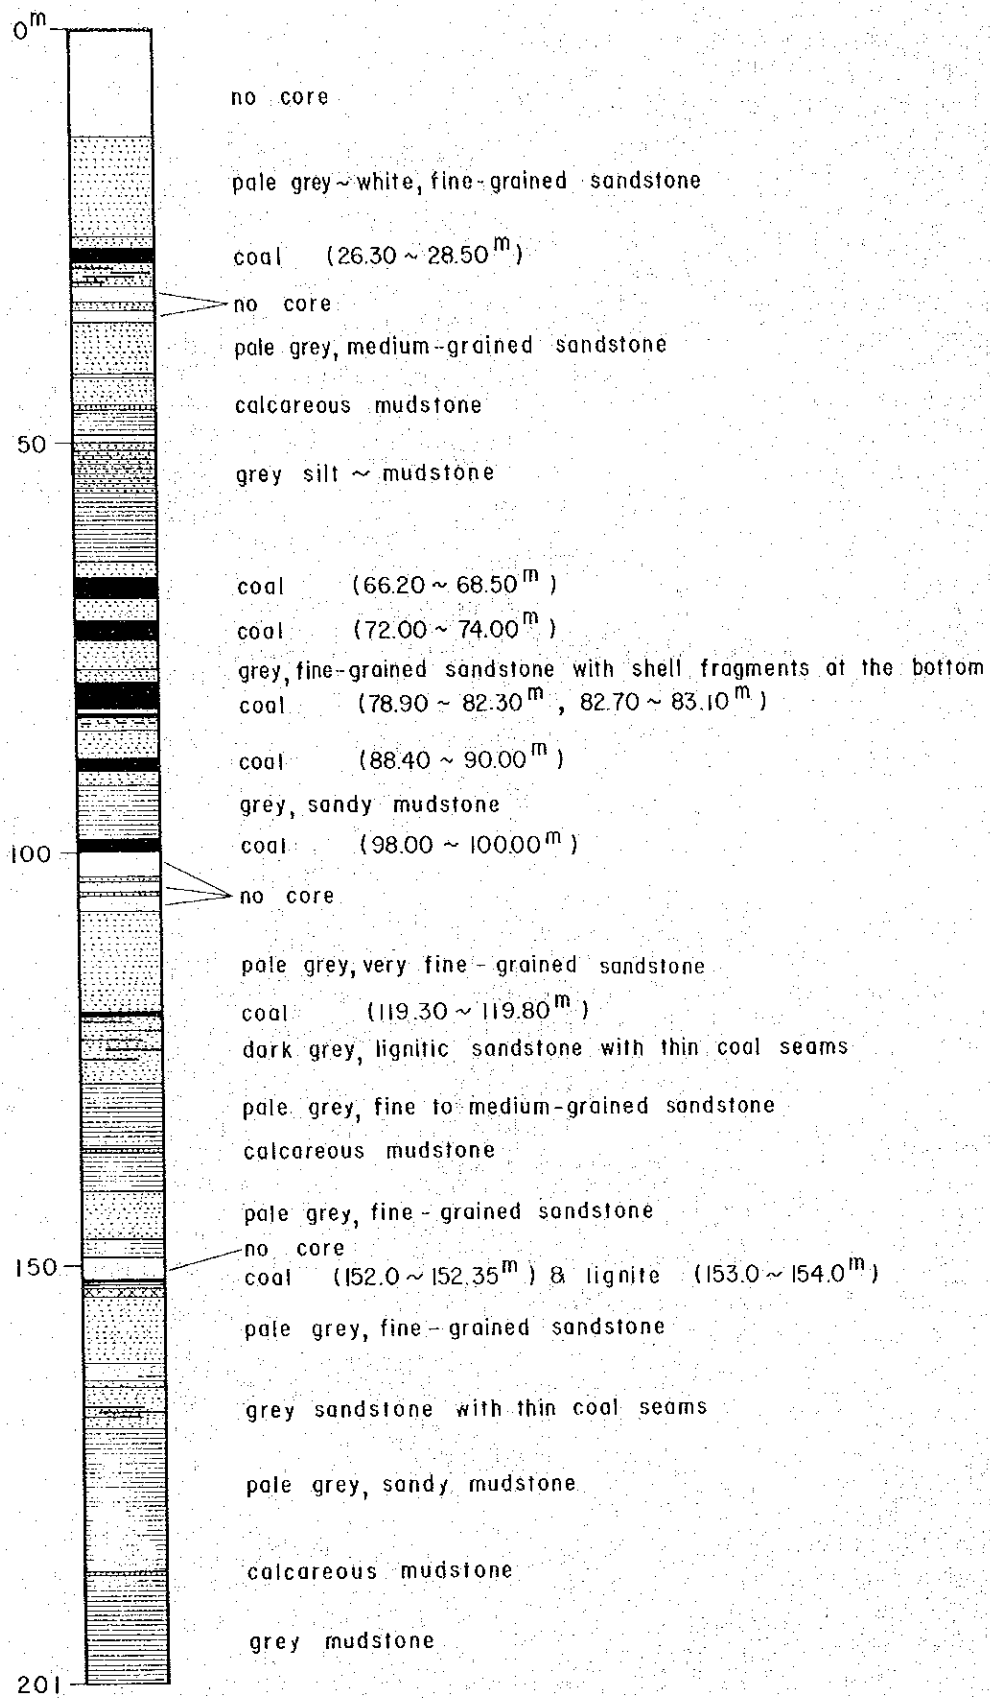 0m
no core
pale grey~white, fine-grained sandstone
coal (26.30 ~ 28.50m)
no core
pale grey, medium-grained sandstone
calcareous mudstone
50
grey silt ~ mudstone
coal (66.20 ~ 68.50m)
coal (72.00 ~ 74.00m)
grey, fine-grained sandstone with shell fragments at the bottom
coal (78.90 ~ 82.30m, 82.70 ~ 83.10m)
coal (88.40 ~ 90.00m)
grey, sandy mudstone
coal (98.00 ~ 100.00m)
100
no core
pale grey, very fine-grained sandstone
coal (119.30 ~ 119.80m)
dark grey, lignitic sandstone with thin coal seams
pale grey, fine to medium-grained sandstone
calcareous mudstone
pale grey, fine-grained sandstone
no core
150
coal (152.0 ~ 152.35m) & lignite (153.0 ~ 154.0m)
pale grey, fine-grained sandstone
grey sandstone with thin coal seams
pale grey, sandy mudstone
calcareous mudstone
grey mudstone
201